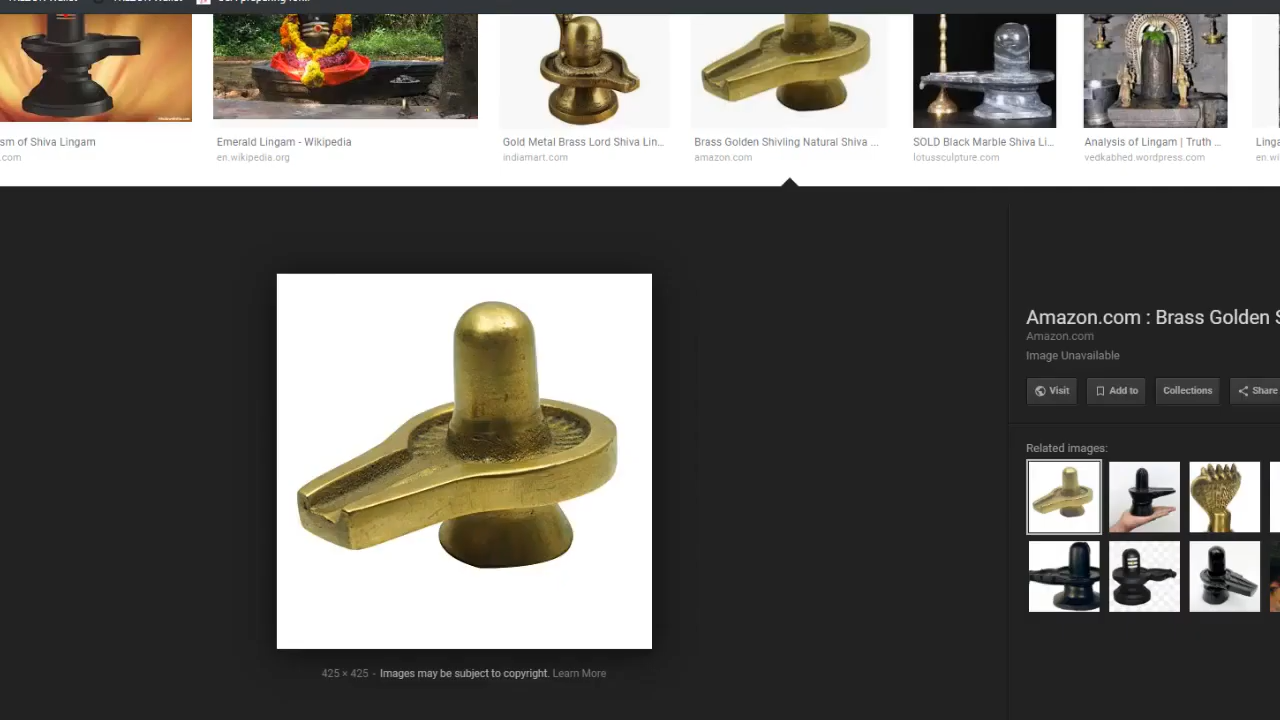 sm of Shiva Lingam
.com
Emerald Lingam - Wikipedia
en.wikipedia.org
Gold Metal Brass Lord Shiva Lin...
indiamart.com
Brass Golden Shivling Natural Shiva ...
amazon.com
SOLD Black Marble Shiva Li...
lotussculpture.com
Analysis of Lingam | Truth ...
vedkabhed.wordpress.com
Linga
en.wi
Amazon.com : Brass Golden S
Amazon.com
Image Unavailable
Visit
Add to
Collections
Share
Related images:
425 × 425 - Images may be subject to copyright. Learn More